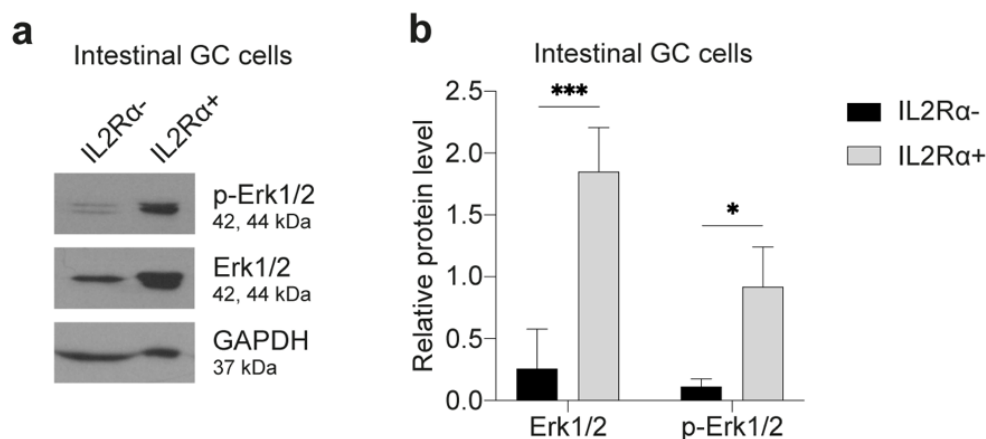 a
Intestinal GC cells
IL2Rα-
IL2Rα+
p-Erk1/2
42, 44 kDa
Erk1/2
42, 44 kDa
GAPDH
37 kDa
b
Intestinal GC cells
Relative protein level
2.5
2.0
1.5
1.0
0.5
0.0
***
*
Erk1/2
p-Erk1/2
IL2Rα-
IL2Rα+